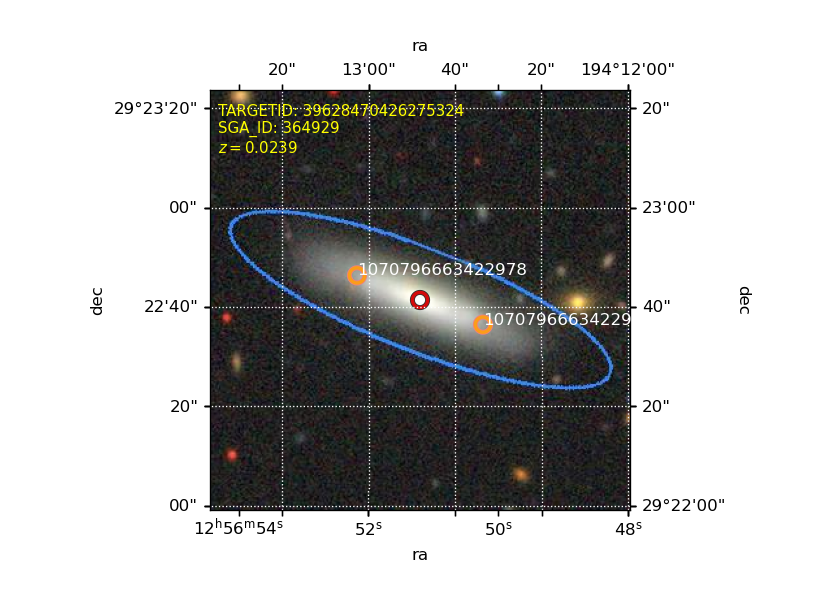 ra
20" 13'00" 40" 20" 194°12'00"
29°23'20" 20"
TARGETID: 39628470426275324
SGA_ID: 364929
z = 0.0239
00" 23'00"
1070796663422978
22'40" 40"
10707966634229
dec dec
20" 20"
00" 29°22'00"
12h56m54s 52s 50s 48s
ra